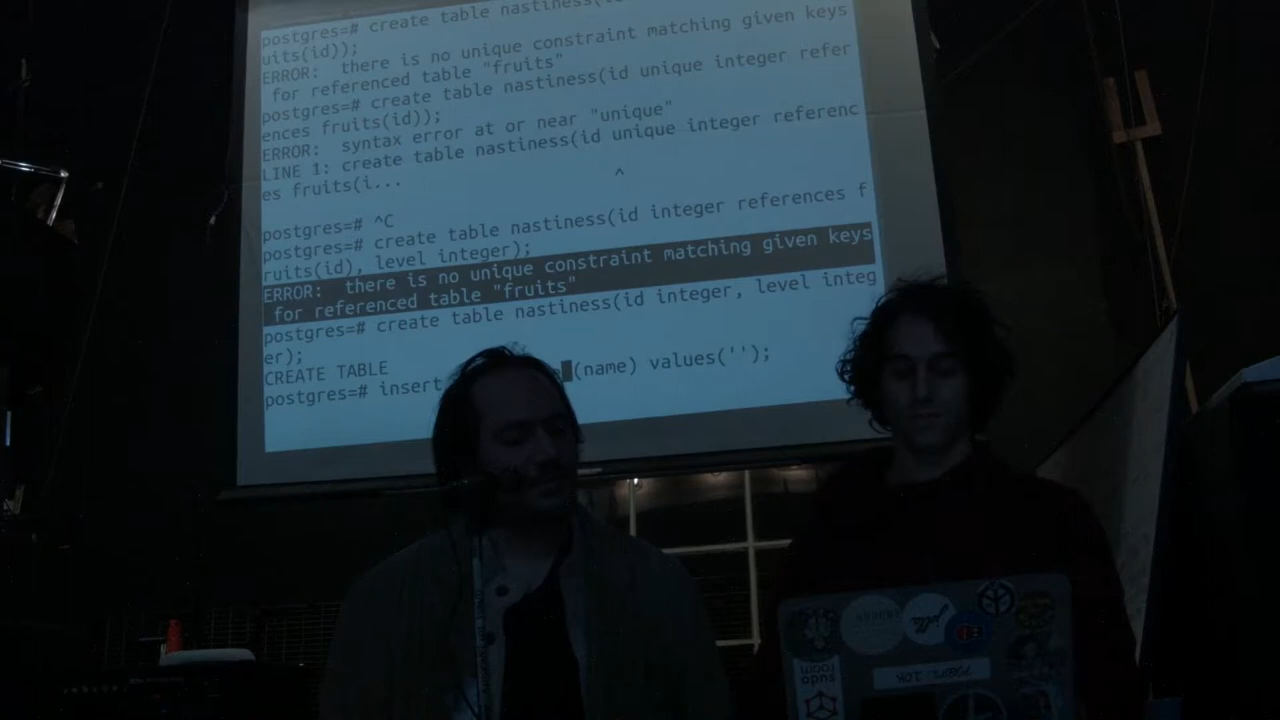 postgres=# create table nastiness(
uits(id));
ERROR:  there is no unique constraint matching given keys
for referenced table "fruits"
postgres=# create table nastiness(id unique integer refer
ences fruits(id));
ERROR:  syntax error at or near "unique"
LINE 1: create table nastiness(id unique integer referenc
es fruits(i...
^
postgres=# ^C
postgres=# create table nastiness(id integer references f
ruits(id), level integer);
ERROR:  there is no unique constraint matching given keys
for referenced table "fruits"
postgres=# create table nastiness(id integer, level integ
er);
CREATE TABLE
postgres=# insert (name) values('');
jolla
room
sudo